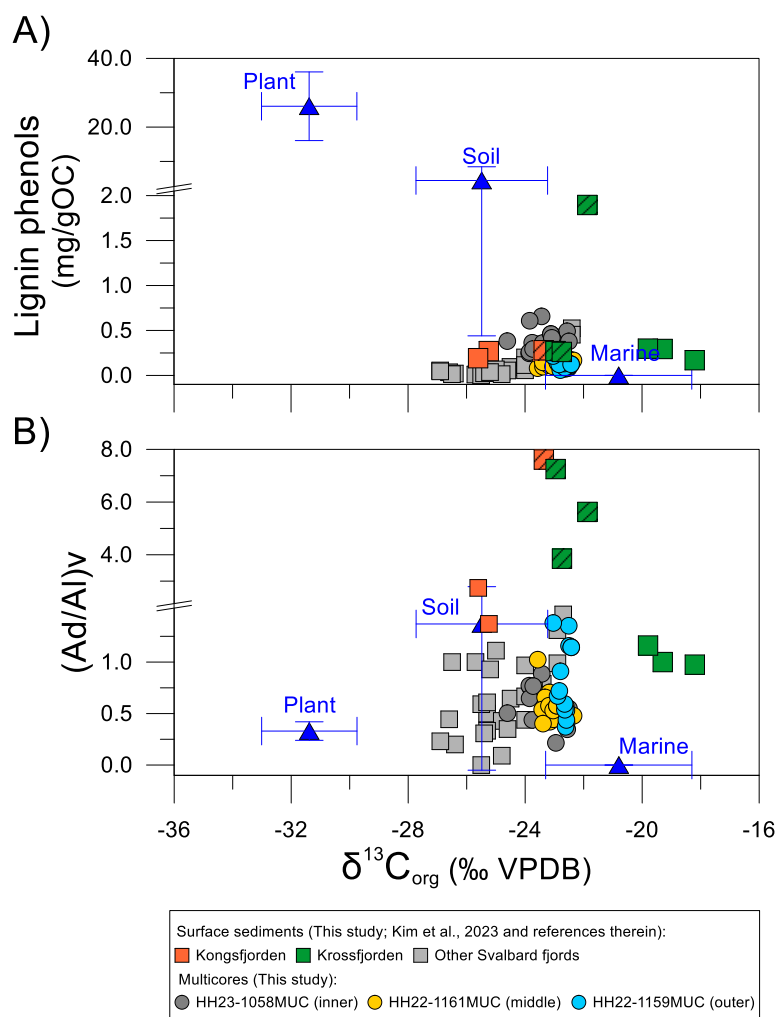 A)
40.0
Plant
20.0
Soil
2.0
1.5
1.0
0.5
Marine
0.0
Lignin phenols
(mg/gOC)
B)
8.0
6.0
4.0
Soil
1.0
0.5
Plant
Marine
0.0
(Ad/Al)v
-36 -32 -28 -24 -20 -16
δ13Corg (‰ VPDB)
Surface sediments (This study; Kim et al., 2023 and references therein):
Kongsfjorden Krossfjorden Other Svalbard fjords
Multicores (This study):
HH23-1058MUC (inner) HH22-1161MUC (middle) HH22-1159MUC (outer)